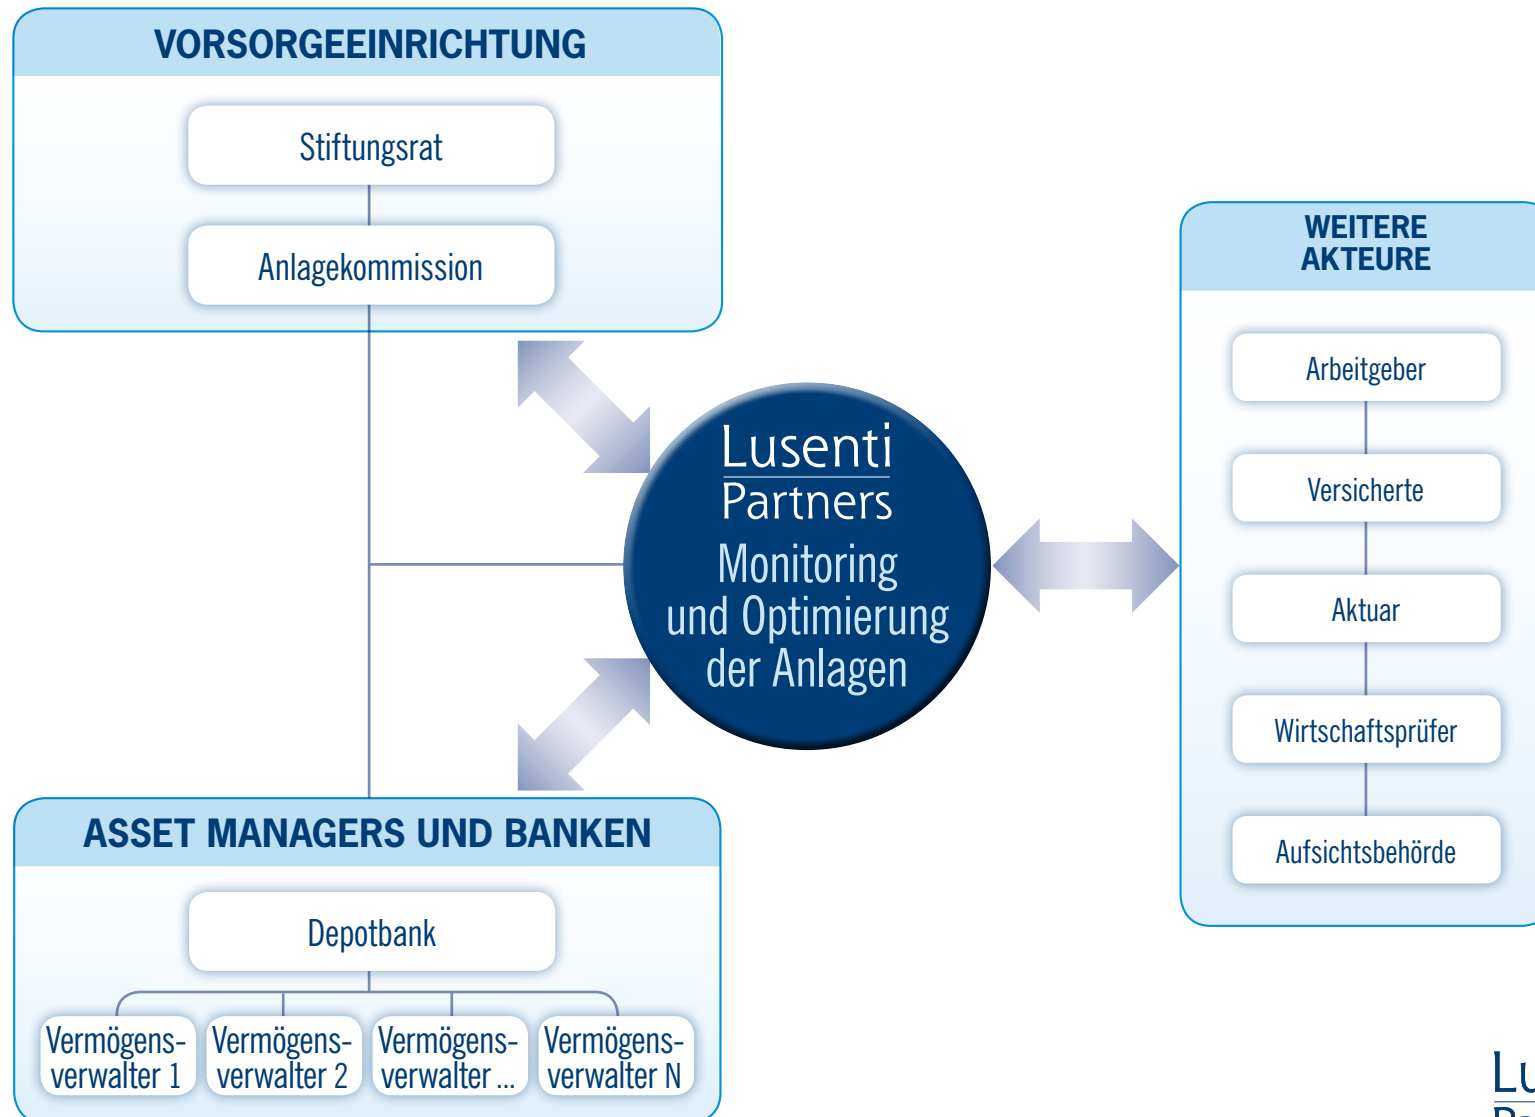 VORSORGEEINRICHTUNG
Stiftungsrat
Anlagekommission
WEITERE
AKTEURE
Arbeitgeber
Versicherte
Aktuar
Wirtschaftsprüfer
Aufsichtsbehörde
Lusenti
Partners
Monitoring
und Optimierung
der Anlagen
ASSET MANAGERS UND BANKEN
Depotbank
Vermögens-
verwalter 1
Vermögens-
verwalter 2
Vermögens-
verwalter ...
Vermögens-
verwalter N